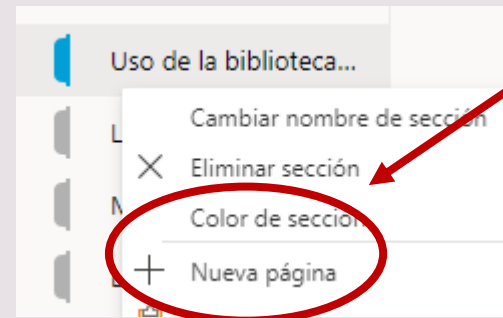 Uso de la biblioteca...
L
Cambiar nombre de sección
Eliminar sección
Color de sección
Nueva página